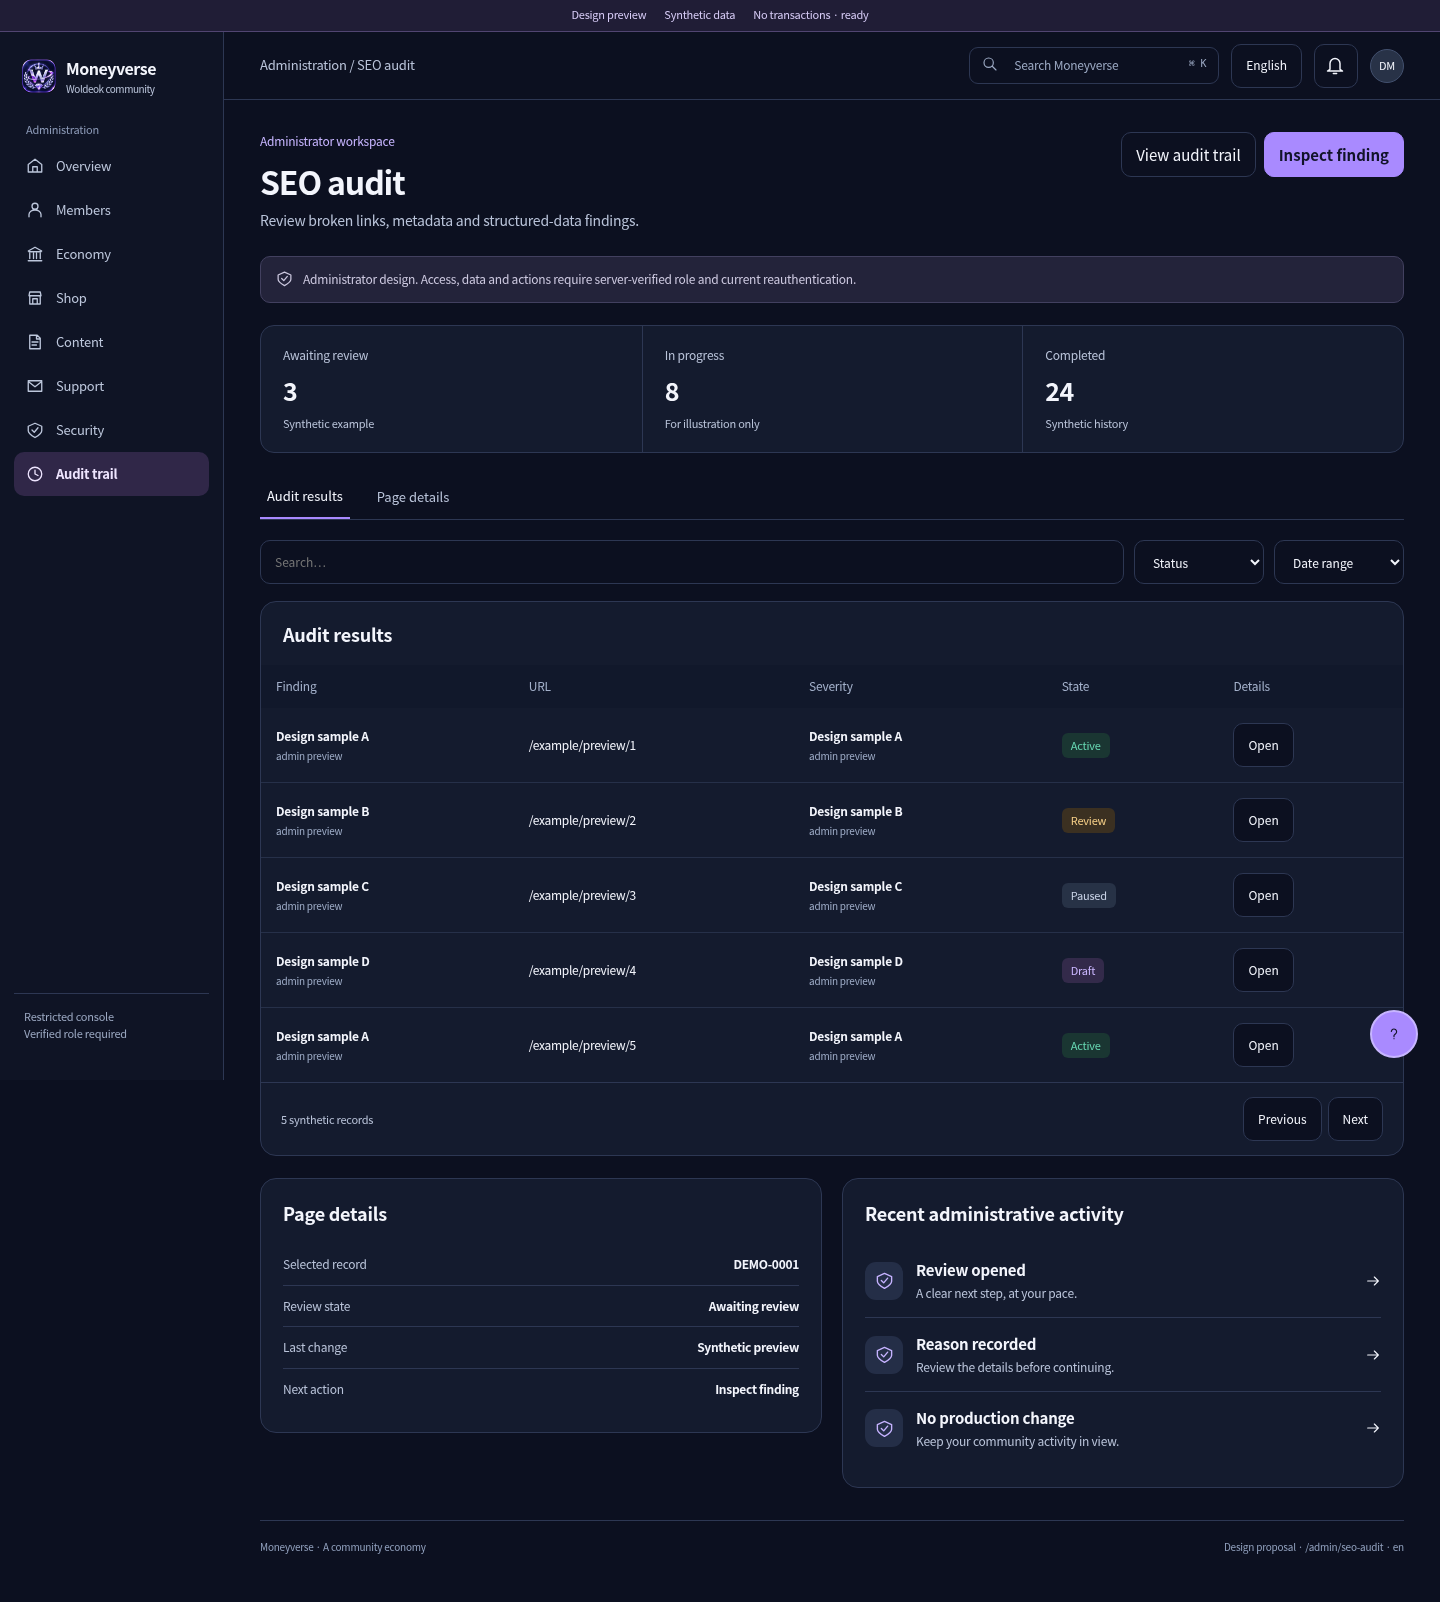 Design preview Synthetic data No transactions · ready
Moneyverse
Woldeok community
Administration
Overview
Members
Economy
Shop
Content
Support
Security
Audit trail
Restricted console
Verified role required
Administration / SEO audit
Search Moneyverse ⌘ K
English
DM
Administrator workspace
SEO audit
Review broken links, metadata and structured-data findings.
View audit trail
Inspect finding
Administrator design. Access, data and actions require server-verified role and current reauthentication.
Awaiting review
3
Synthetic example
In progress
8
For illustration only
Completed
24
Synthetic history
Audit results
Page details
Search…
Status
Date range
Audit results
Finding URL Severity State Details
Design sample A
admin preview
/example/preview/1
Design sample A
admin preview
Active
Open
Design sample B
admin preview
/example/preview/2
Design sample B
admin preview
Review
Open
Design sample C
admin preview
/example/preview/3
Design sample C
admin preview
Paused
Open
Design sample D
admin preview
/example/preview/4
Design sample D
admin preview
Draft
Open
Design sample A
admin preview
/example/preview/5
Design sample A
admin preview
Active
Open
?
5 synthetic records
Previous
Next
Page details
Selected record DEMO-0001
Review state Awaiting review
Last change Synthetic preview
Next action Inspect finding
Recent administrative activity
Review opened
A clear next step, at your pace.
Reason recorded
Review the details before continuing.
No production change
Keep your community activity in view.
Moneyverse · A community economy
Design proposal · /admin/seo-audit · en